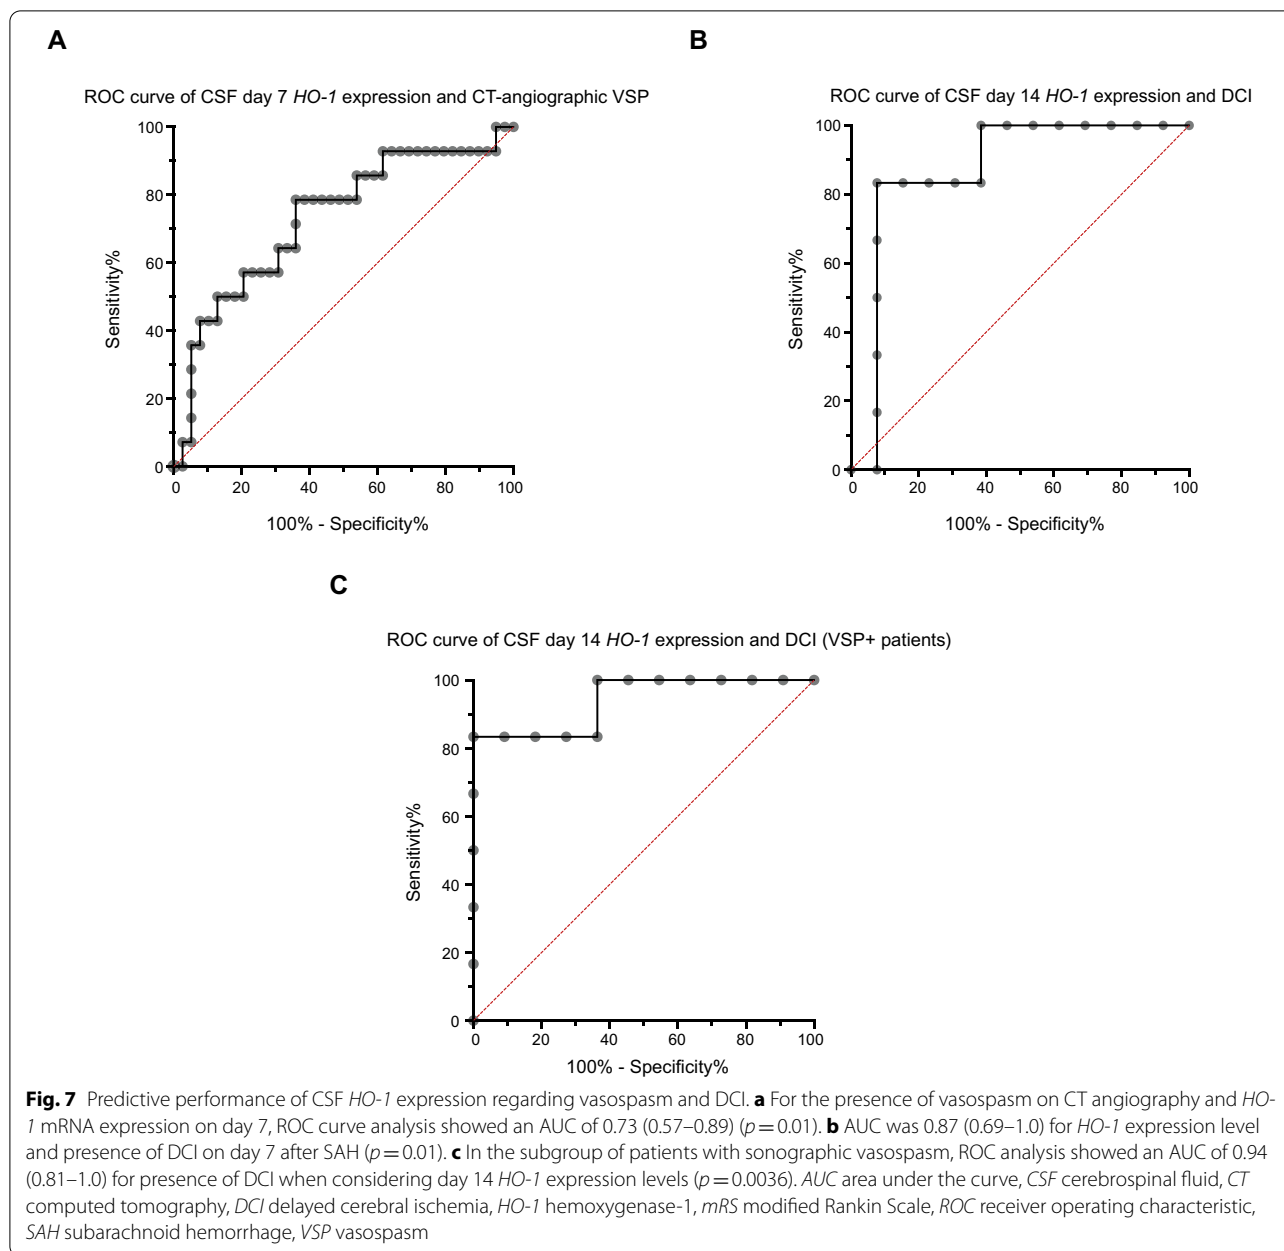 A
ROC curve of CSF day 7 HO-1 expression and CT-angiographic VSP
100
80
60
40
20
0
Sensitivity%
0 20 40 60 80 100
100% - Specificity%
B
ROC curve of CSF day 14 HO-1 expression and DCI
100
80
60
40
20
0
Sensitivity%
0 20 40 60 80 100
100% - Specificity%
C
ROC curve of CSF day 14 HO-1 expression and DCI (VSP+ patients)
100
80
60
40
20
0
Sensitivity%
0 20 40 60 80 100
100% - Specificity%
Fig. 7 Predictive performance of CSF HO-1 expression regarding vasospasm and DCI. a For the presence of vasospasm on CT angiography and HO-
1 mRNA expression on day 7, ROC curve analysis showed an AUC of 0.73 (0.57–0.89) (p = 0.01). b AUC was 0.87 (0.69–1.0) for HO-1 expression level
and presence of DCI on day 7 after SAH (p = 0.01). c In the subgroup of patients with sonographic vasospasm, ROC analysis showed an AUC of 0.94
(0.81–1.0) for presence of DCI when considering day 14 HO-1 expression levels (p = 0.0036). AUC area under the curve, CSF cerebrospinal fluid, CT
computed tomography, DCI delayed cerebral ischemia, HO-1 hemoxygenase-1, mRS modified Rankin Scale, ROC receiver operating characteristic,
SAH subarachnoid hemorrhage, VSP vasospasm